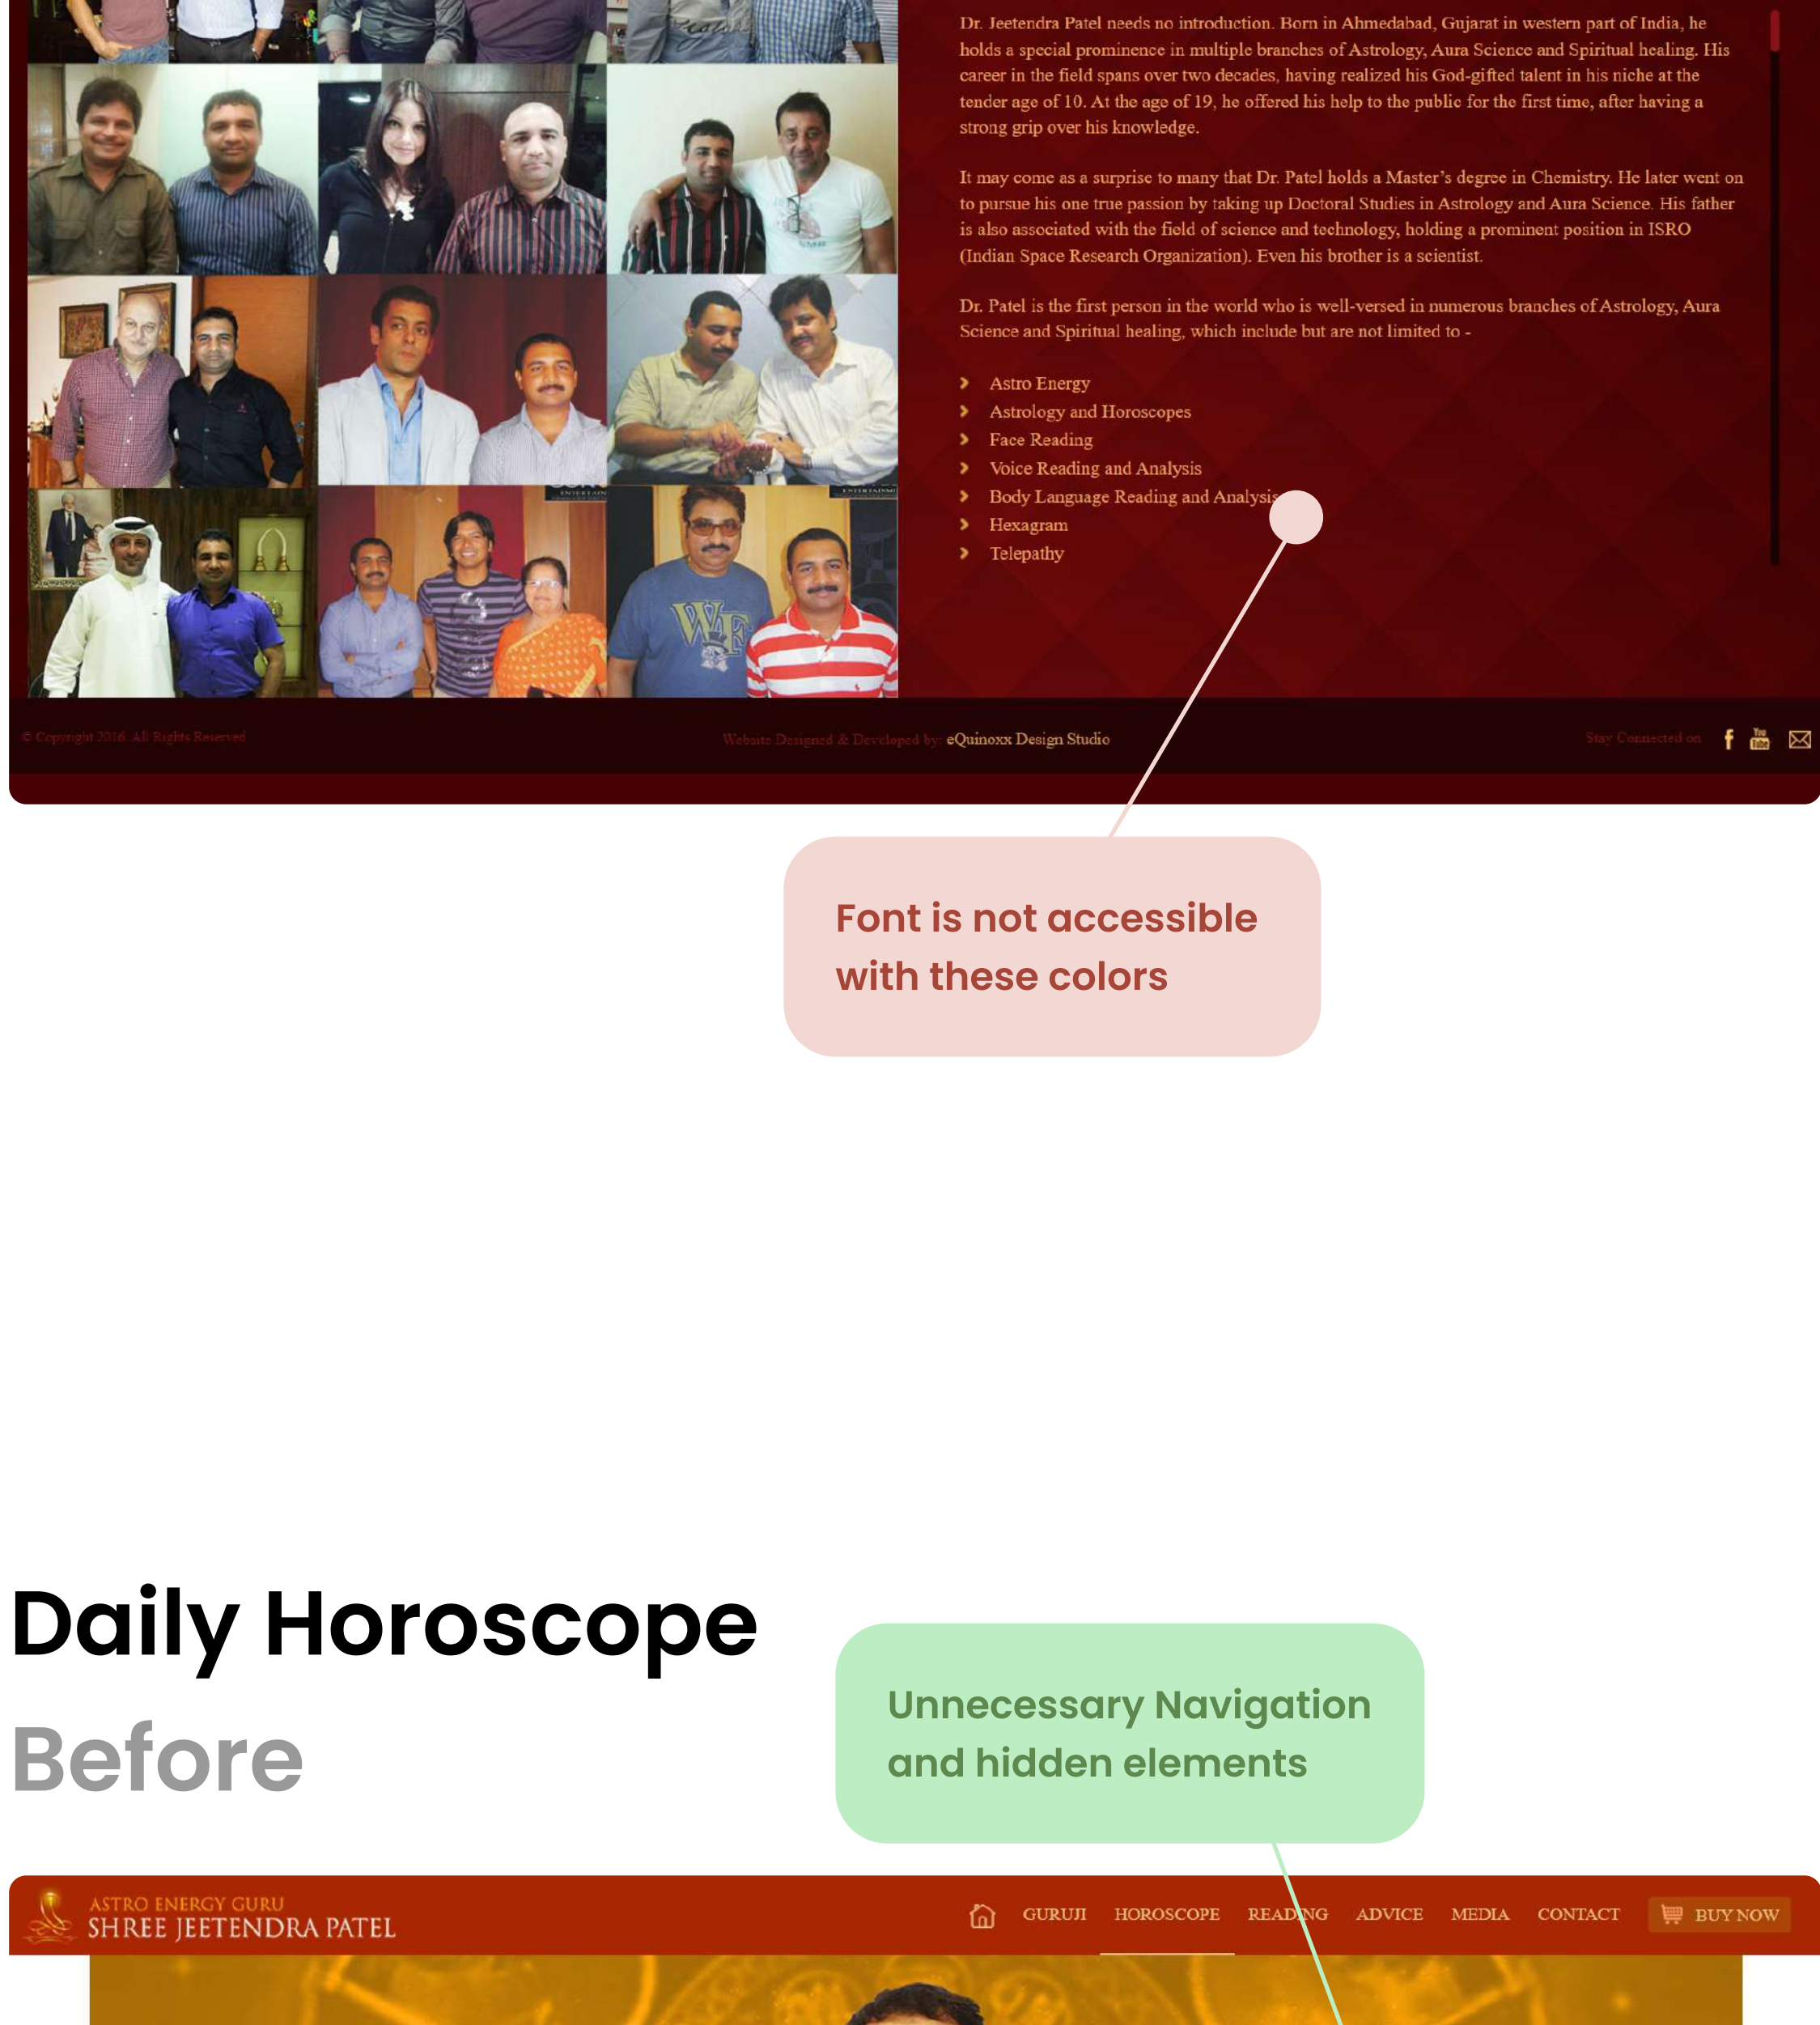 Dr. Jeetendra Patel needs no introduction. Born in Ahmedabad, Gujarat in western part of India, he
holds a special prominence in multiple branches of Astrology, Aura Science and Spiritual healing. His
career in the field spans over two decades, having realized his God-gifted talent in his niche at the
tender age of 10. At the age of 19, he offered his help to the public for the first time, after having a
strong grip over his knowledge.
It may come as a surprise to many that Dr. Patel holds a Master's degree in Chemistry. He later went on
to pursue his one true passion by taking up Doctoral Studies in Astrology and Aura Science. His father
is also associated with the field of science and technology, holding a prominent position in ISRO
(Indian Space Research Organization). Even his brother is a scientist.
Dr. Patel is the first person in the world who is well-versed in numerous branches of Astrology, Aura
Science and Spiritual healing, which include but are not limited to -
Astro Energy
Astrology and Horoscopes
Face Reading
Voice Reading and Analysis
Body Language Reading and Analysis
Hexagram
Telepathy
WF
© Copyright 2016. All Rights Reserved
Website Designed & Developed by: eQuinoxx Design Studio
Stay Connected on
You Tube
Font is not accessible
with these colors
Daily Horoscope
Before
Unnecessary Navigation
and hidden elements
ASTRO ENERGY GURU
SHREE JEETENDRA PATEL
GURUJI HOROSCOPE READING ADVICE MEDIA CONTACT BUY NOW